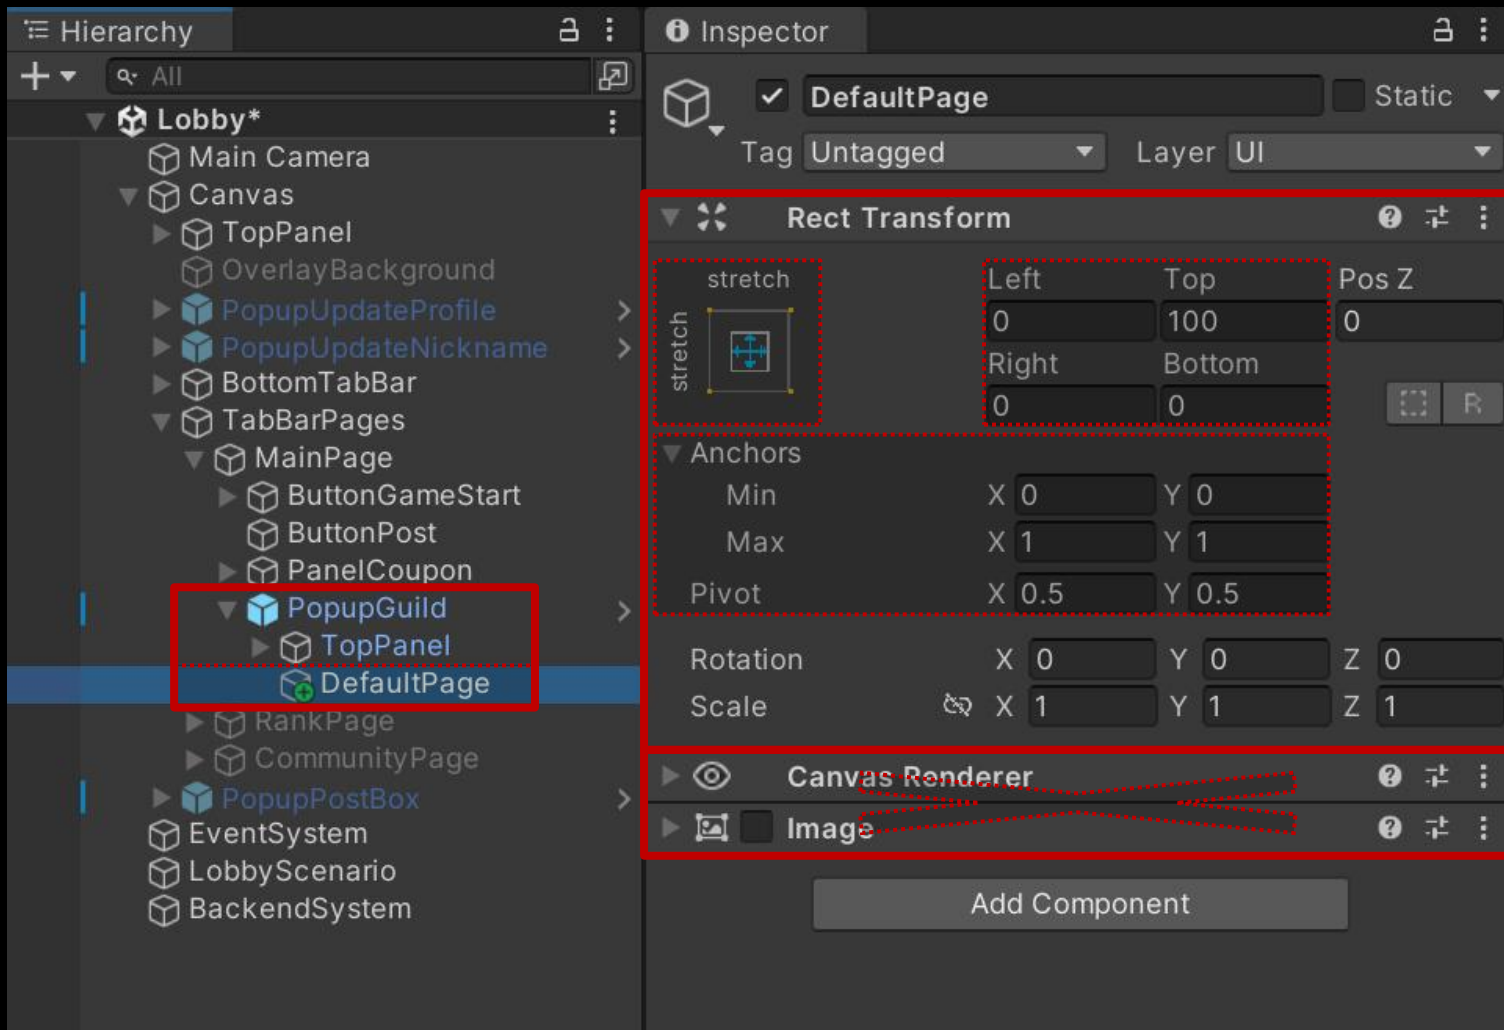 Hierarchy
All
Lobby*
Main Camera
Canvas
TopPanel
OverlayBackground
PopupUpdateProfile
PopupUpdateNickname
BottomTabBar
TabBarPages
MainPage
ButtonGameStart
ButtonPost
PanelCoupon
PopupGuild
TopPanel
DefaultPage
RankPage
CommunityPage
PopupPostBox
EventSystem
LobbyScenario
BackendSystem
Inspector
DefaultPage Static
Tag Untagged Layer UI
Rect Transform
stretch
stretch
Left Top Pos Z
0 100 0
Right Bottom
0 0 R
Anchors
Min X 0 Y 0
Max X 1 Y 1
Pivot X 0.5 Y 0.5
Rotation X 0 Y 0 Z 0
Scale X 1 Y 1 Z 1
Canvas Renderer
Image
Add Component